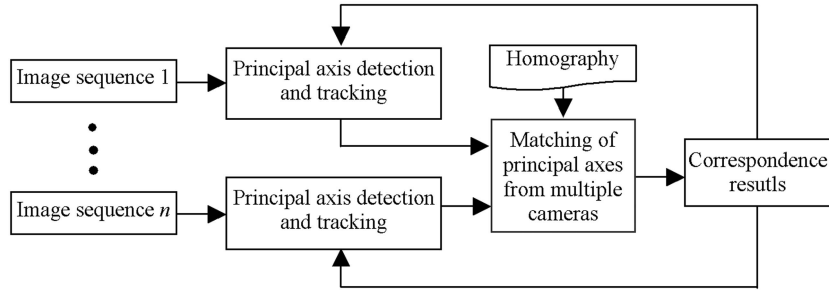 Image sequence 1
Principal axis detection
and tracking
Homography
Matching of
principal axes
from multiple
cameras
Correspondence
resutls
Image sequence n
Principal axis detection
and tracking